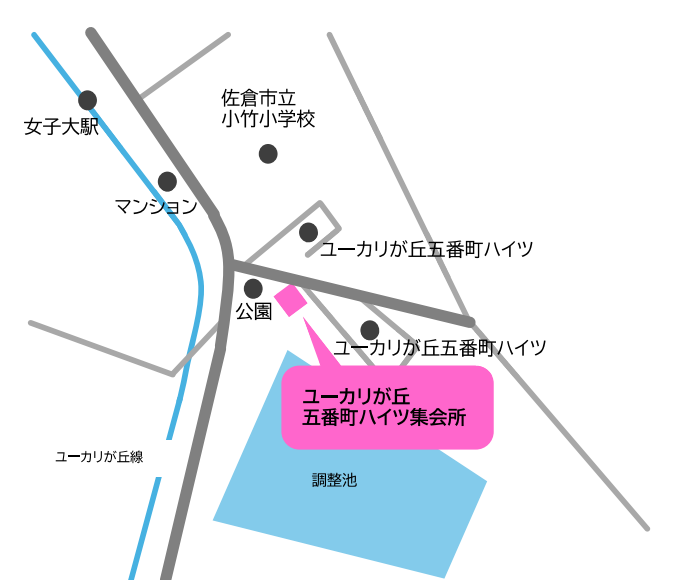 佐倉市立
小竹小学校
女子大駅
マンション
ユーカリが丘五番町ハイツ
公園
ユーカリが丘五番町ハイツ
ユーカリが丘
五番町ハイツ集会所
ユーカリが丘線
調整池